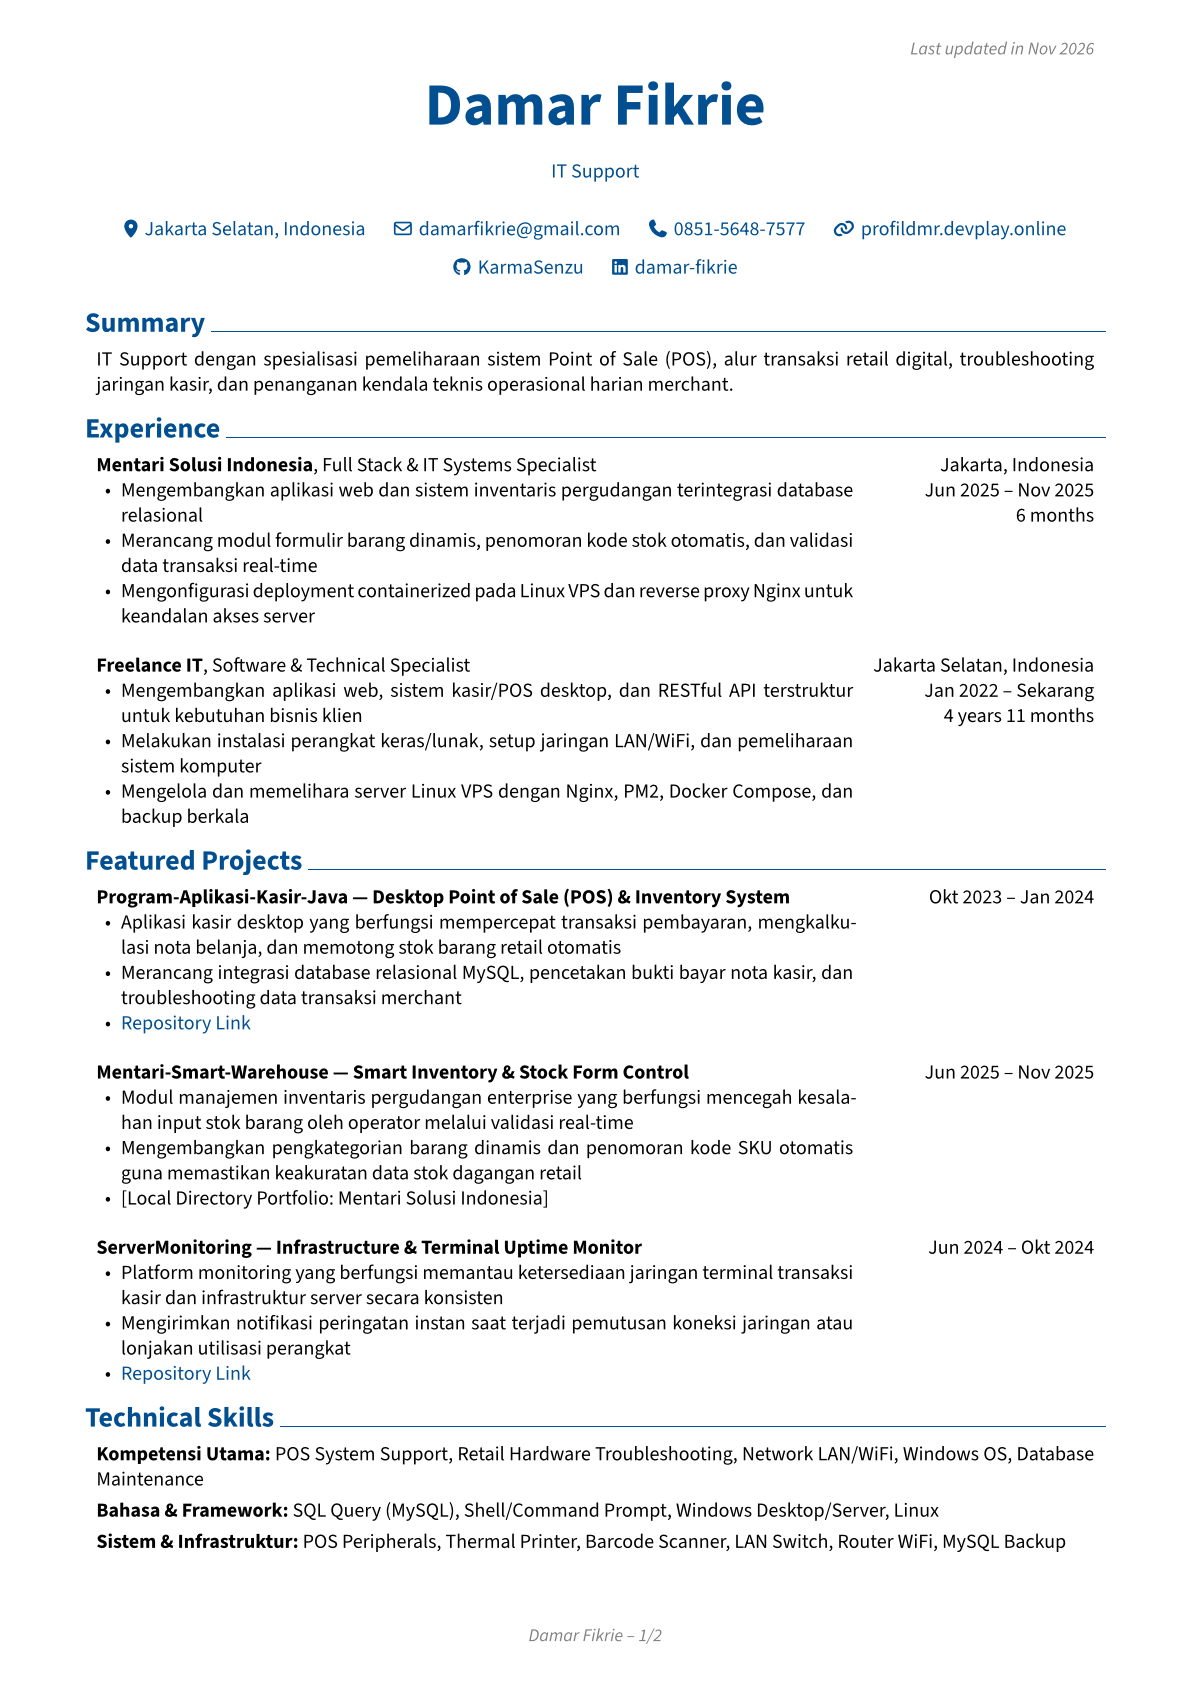 Last updated in Nov 2026
Damar Fikrie
IT Support
Jakarta Selatan, Indonesia damarfikrie@gmail.com 0851-5648-7577 profildmr.devplay.online
KarmaSenzu damar-fikrie
Summary
IT Support dengan spesialisasi pemeliharaan sistem Point of Sale (POS), alur transaksi retail digital, troubleshooting
jaringan kasir, dan penanganan kendala teknis operasional harian merchant.
Experience
Mentari Solusi Indonesia, Full Stack & IT Systems Specialist Jakarta, Indonesia
• Mengembangkan aplikasi web dan sistem inventaris pergudangan terintegrasi database Jun 2025 – Nov 2025
relasional 6 months
• Merancang modul formulir barang dinamis, penomoran kode stok otomatis, dan validasi
data transaksi real-time
• Mengonfigurasi deployment containerized pada Linux VPS dan reverse proxy Nginx untuk
keandalan akses server
Freelance IT, Software & Technical Specialist Jakarta Selatan, Indonesia
• Mengembangkan aplikasi web, sistem kasir/POS desktop, dan RESTful API terstruktur Jan 2022 – Sekarang
untuk kebutuhan bisnis klien 4 years 11 months
• Melakukan instalasi perangkat keras/lunak, setup jaringan LAN/WiFi, dan pemeliharaan
sistem komputer
• Mengelola dan memelihara server Linux VPS dengan Nginx, PM2, Docker Compose, dan
backup berkala
Featured Projects
Program-Aplikasi-Kasir-Java — Desktop Point of Sale (POS) & Inventory System Okt 2023 – Jan 2024
• Aplikasi kasir desktop yang berfungsi mempercepat transaksi pembayaran, mengkalku-
lasi nota belanja, dan memotong stok barang retail otomatis
• Merancang integrasi database relasional MySQL, pencetakan bukti bayar nota kasir, dan
troubleshooting data transaksi merchant
• Repository Link
Mentari-Smart-Warehouse — Smart Inventory & Stock Form Control Jun 2025 – Nov 2025
• Modul manajemen inventaris pergudangan enterprise yang berfungsi mencegah kesala-
han input stok barang oleh operator melalui validasi real-time
• Mengembangkan pengkategorian barang dinamis dan penomoran kode SKU otomatis
guna memastikan keakuratan data stok dagangan retail
• [Local Directory Portfolio: Mentari Solusi Indonesia]
ServerMonitoring — Infrastructure & Terminal Uptime Monitor Jun 2024 – Okt 2024
• Platform monitoring yang berfungsi memantau ketersediaan jaringan terminal transaksi
kasir dan infrastruktur server secara konsisten
• Mengirimkan notifikasi peringatan instan saat terjadi pemutusan koneksi jaringan atau
lonjakan utilisasi perangkat
• Repository Link
Technical Skills
Kompetensi Utama: POS System Support, Retail Hardware Troubleshooting, Network LAN/WiFi, Windows OS, Database
Maintenance
Bahasa & Framework: SQL Query (MySQL), Shell/Command Prompt, Windows Desktop/Server, Linux
Sistem & Infrastruktur: POS Peripherals, Thermal Printer, Barcode Scanner, LAN Switch, Router WiFi, MySQL Backup
Damar Fikrie – 1/2